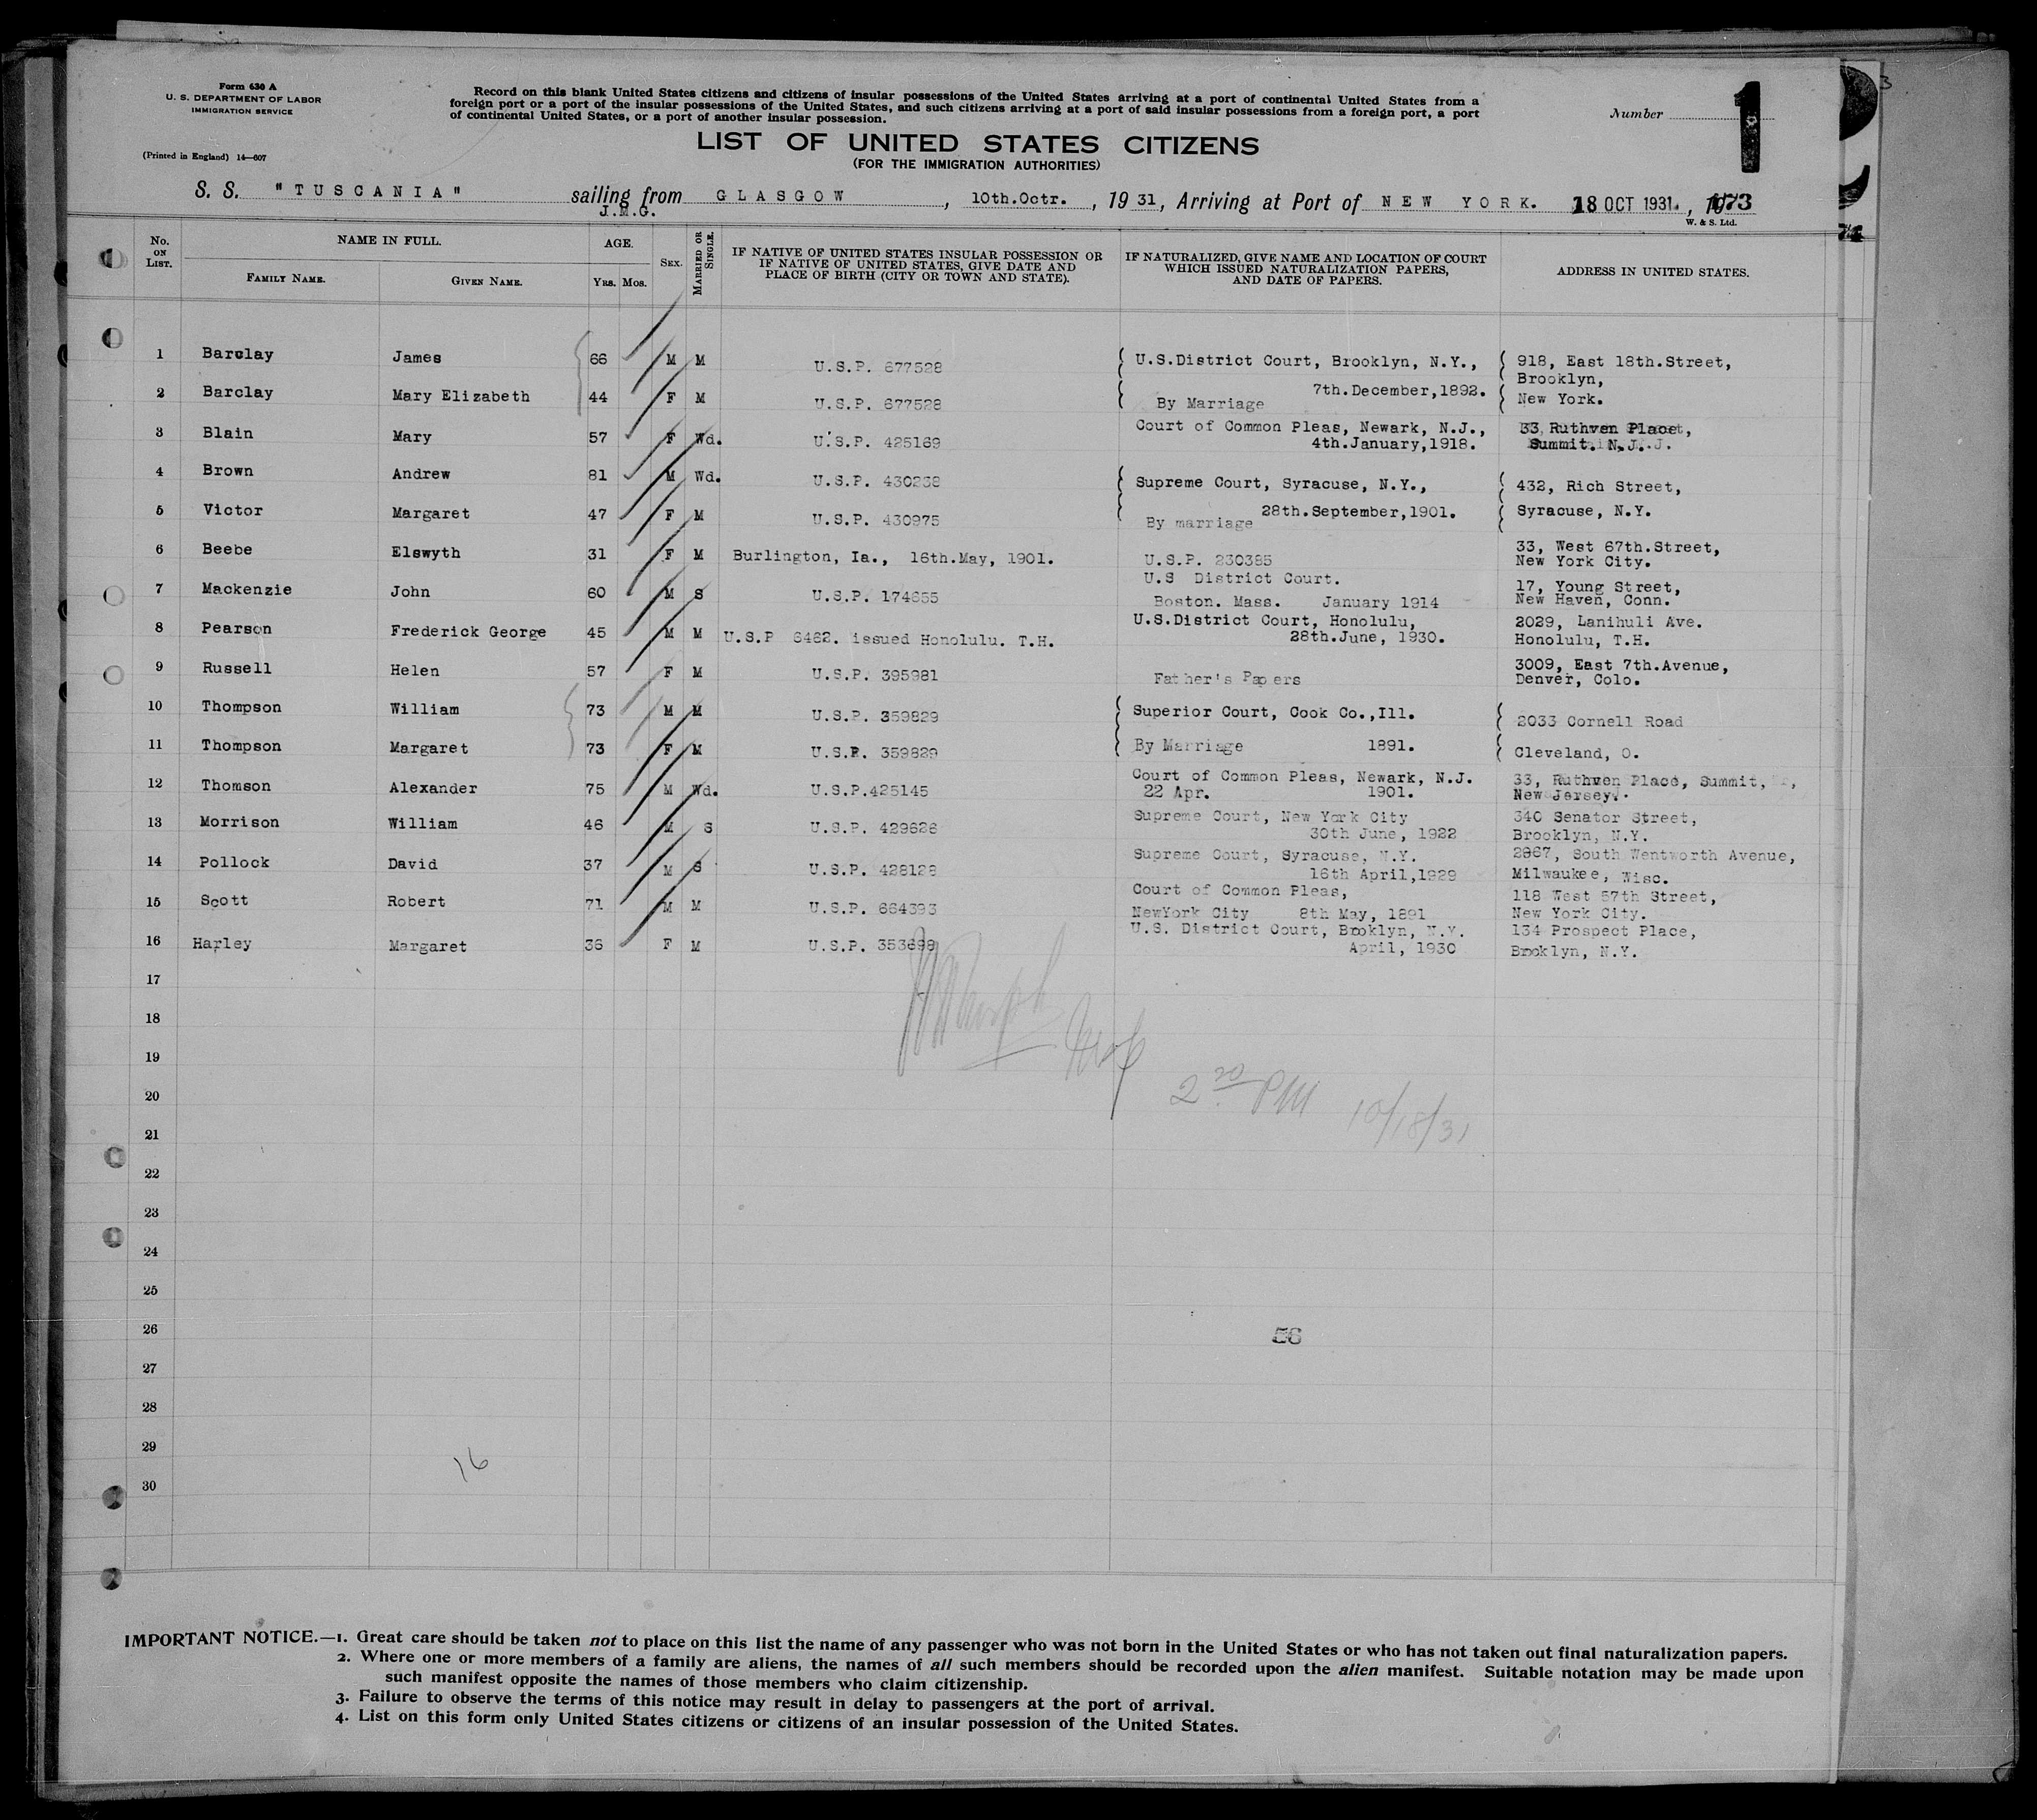 Form 630 A
U. S. DEPARTMENT OF LABOR
IMMIGRATION SERVICE
(Printed in England) 14—607
Record on this blank United States citizens and citizens of insular possessions of the United States arriving at a port of continental United States from a
foreign port or a port of the insular possessions of the United States, and such citizens arriving at a port of said insular possessions from a foreign port, a port
of continental United States, or a port of another insular possession.
Number 1
LIST OF UNITED STATES CITIZENS
(FOR THE IMMIGRATION AUTHORITIES)
S. S. "TUSCANIA" sailing from GLASGOW, 10th.Octr., 1931, Arriving at Port of NEW YORK. 18 OCT 1931, 173
J.M.G.
W. & S. Ltd.
No. ON LIST. NAME IN FULL. AGE. SEX. MARRIED OR SINGLE. IF NATIVE OF UNITED STATES INSULAR POSSESSION OR IF NATIVE OF UNITED STATES, GIVE DATE AND PLACE OF BIRTH (CITY OR TOWN AND STATE). IF NATURALIZED, GIVE NAME AND LOCATION OF COURT WHICH ISSUED NATURALIZATION PAPERS, AND DATE OF PAPERS. ADDRESS IN UNITED STATES.
FAMILY NAME. GIVEN NAME. YRS. MOS.
1 Barclay James 66 M M U.S.P. 677528 U.S.District Court, Brooklyn, N.Y., 7th.December,1892. 918, East 18th.Street, Brooklyn,
2 Barclay Mary Elizabeth 44 F M U.S.P. 677528 By Marriage New York.
3 Blain Mary 57 F Wd. U.S.P. 425169 Court of Common Pleas, Newark, N.J., 4th.January,1918. 33, Ruthven Place, Summit. N.J.
4 Brown Andrew 81 M Wd. U.S.P. 430238 Supreme Court, Syracuse, N.Y., 28th.September,1901. 432, Rich Street,
5 Victor Margaret 47 F M U.S.P. 430975 By marriage Syracuse, N.Y.
6 Beebe Elswyth 31 F M Burlington, Ia., 16th.May, 1901. U.S.P. 230385 33, West 67th.Street, New York City.
7 Mackenzie John 60 M S U.S.P. 174655 U.S District Court. Boston. Mass. January 1914 17, Young Street, New Haven, Conn.
8 Pearson Frederick George 45 M M U.S.P 6462. issued Honolulu. T.H. U.S.District Court, Honolulu, 28th.June, 1930. 2029, Lanihuli Ave. Honolulu, T.H.
9 Russell Helen 57 F M U.S.P. 395981 Father's Papers 3009, East 7th.Avenue, Denver, Colo.
10 Thompson William 73 M M U.S.P. 359829 Superior Court, Cook Co.,Ill. 2033 Cornell Road
11 Thompson Margaret 73 F M U.S.P. 359829 By Marriage 1891. Cleveland, O.
12 Thomson Alexander 75 M Wd. U.S.P.425145 Court of Common Pleas, Newark, N.J. 22 Apr. 1901. 33, Ruthven Place, Summit, New Jersey.
13 Morrison William 46 M S U.S.P. 429626 Supreme Court, New York City 30th June, 1922 340 Senator Street, Brooklyn, N.Y.
14 Pollock David 37 M S U.S.P. 428128 Supreme Court, Syracuse, N.Y. 16th April,1929 2967, South Wentworth Avenue, Milwaukee, Wisc.
15 Scott Robert 71 M M U.S.P. 664393 Court of Common Pleas, NewYork City 8th May, 1891 118 West 57th Street, New York City.
16 Harley Margaret 36 F M U.S.P. 353698 U.S. District Court, Brooklyn, N.Y. April, 1930 134 Prospect Place, Brooklyn, N.Y.
17
18
19
20
2 20 PM 10/18/31
21
22
23
24
25
26
56
27
28
29
16
30
IMPORTANT NOTICE.—1. Great care should be taken not to place on this list the name of any passenger who was not born in the United States or who has not taken out final naturalization papers.
2. Where one or more members of a family are aliens, the names of all such members should be recorded upon the alien manifest. Suitable notation may be made upon
such manifest opposite the names of those members who claim citizenship.
3. Failure to observe the terms of this notice may result in delay to passengers at the port of arrival.
4. List on this form only United States citizens or citizens of an insular possession of the United States.